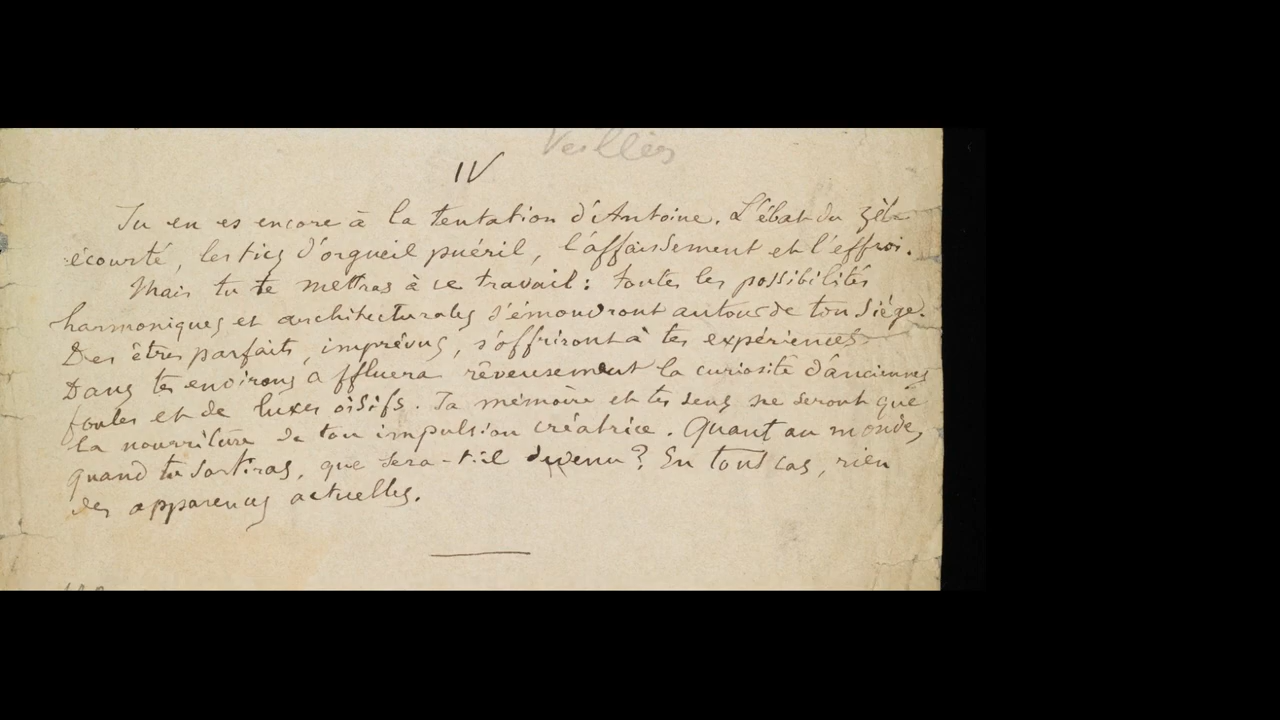 Veillées
IV
Tu en es encore à la tentation d'Antoine. L'ébat du zèle
écourté, les tics d'orgueil puéril, l'affaissement et l'effroi.
Mais tu te mettras à ce travail : toutes les possibilités
harmoniques et architecturales s'émouvront autour de ton siège.
Des êtres parfaits, imprévus, s'offriront à tes expériences.
Dans tes environs affluera rêveusement la curiosité d'anciennes
foules et de luxes oisifs. Ta mémoire et tes sens ne seront que
la nourriture de ton impulsion créatrice. Quant au monde,
quand tu sortiras, que sera-t-il devenu ? En tout cas, rien
des apparences actuelles.